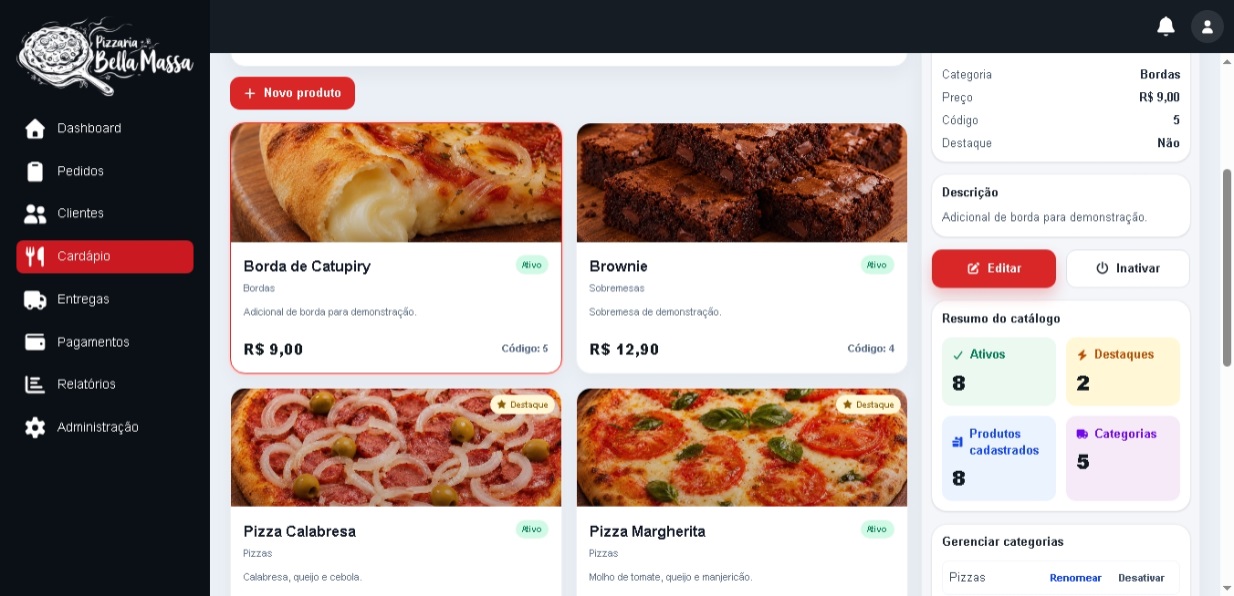 Pizzaria
Bella Massa
Dashboard
Pedidos
Clientes
Cardápio
Entregas
Pagamentos
Relatórios
Administração
+ Novo produto
Borda de Catupiry
Ativo
Bordas
Adicional de borda para demonstração.
R$ 9,00
Código: 5
Brownie
Ativo
Sobremesas
Sobremesa de demonstração.
R$ 12,90
Código: 4
Destaque
Pizza Calabresa
Ativo
Pizzas
Calabresa, queijo e cebola.
Destaque
Pizza Margherita
Ativo
Pizzas
Molho de tomate, queijo e manjericão.
Categoria Bordas
Preço R$ 9,00
Código 5
Destaque Não
Descrição
Adicional de borda para demonstração.
Editar
Inativar
Resumo do catálogo
Ativos
8
Destaques
2
Produtos
cadastrados
8
Categorias
5
Gerenciar categorias
Pizzas Renomear Desativar